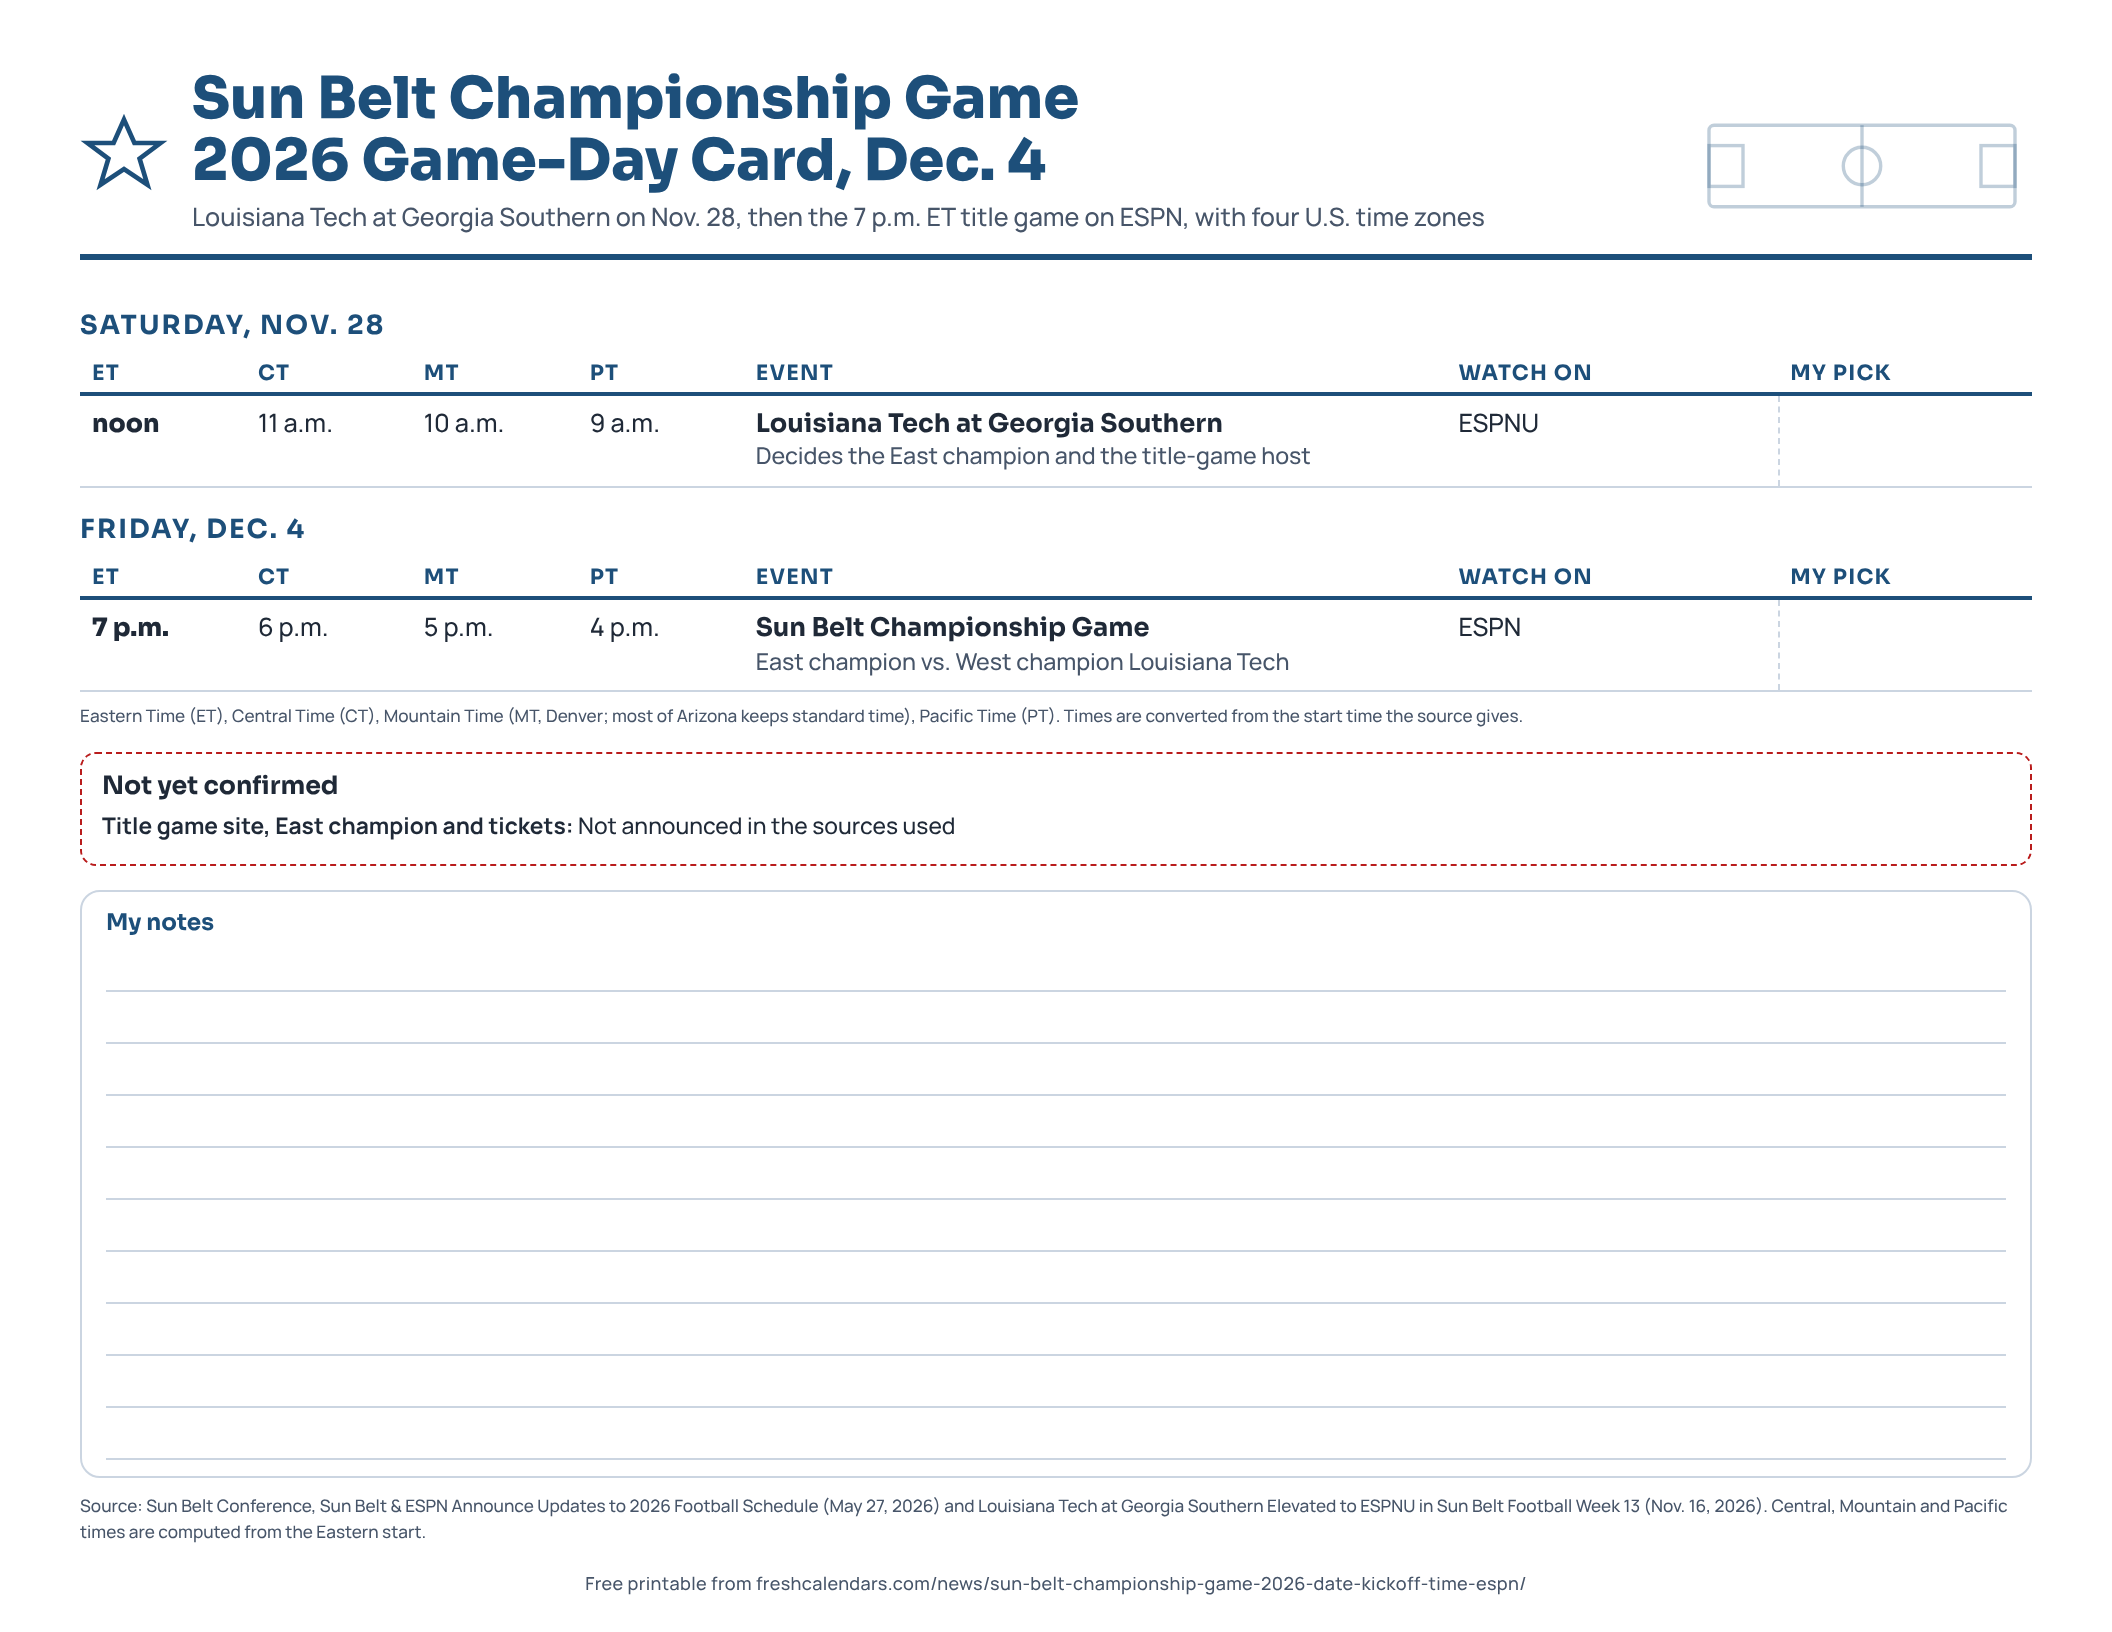 Sun Belt Championship Game
2026 Game-Day Card, Dec. 4
Louisiana Tech at Georgia Southern on Nov. 28, then the 7 p.m. ET title game on ESPN, with four U.S. time zones
SATURDAY, NOV. 28
ET CT MT PT EVENT WATCH ON MY PICK
noon 11 a.m. 10 a.m. 9 a.m. Louisiana Tech at Georgia Southern ESPNU
Decides the East champion and the title-game host
FRIDAY, DEC. 4
ET CT MT PT EVENT WATCH ON MY PICK
7 p.m. 6 p.m. 5 p.m. 4 p.m. Sun Belt Championship Game ESPN
East champion vs. West champion Louisiana Tech
Eastern Time (ET), Central Time (CT), Mountain Time (MT, Denver; most of Arizona keeps standard time), Pacific Time (PT). Times are converted from the start time the source gives.
Not yet confirmed
Title game site, East champion and tickets: Not announced in the sources used
My notes
Source: Sun Belt Conference, Sun Belt & ESPN Announce Updates to 2026 Football Schedule (May 27, 2026) and Louisiana Tech at Georgia Southern Elevated to ESPNU in Sun Belt Football Week 13 (Nov. 16, 2026). Central, Mountain and Pacific
times are computed from the Eastern start.
Free printable from freshcalendars.com/news/sun-belt-championship-game-2026-date-kickoff-time-espn/